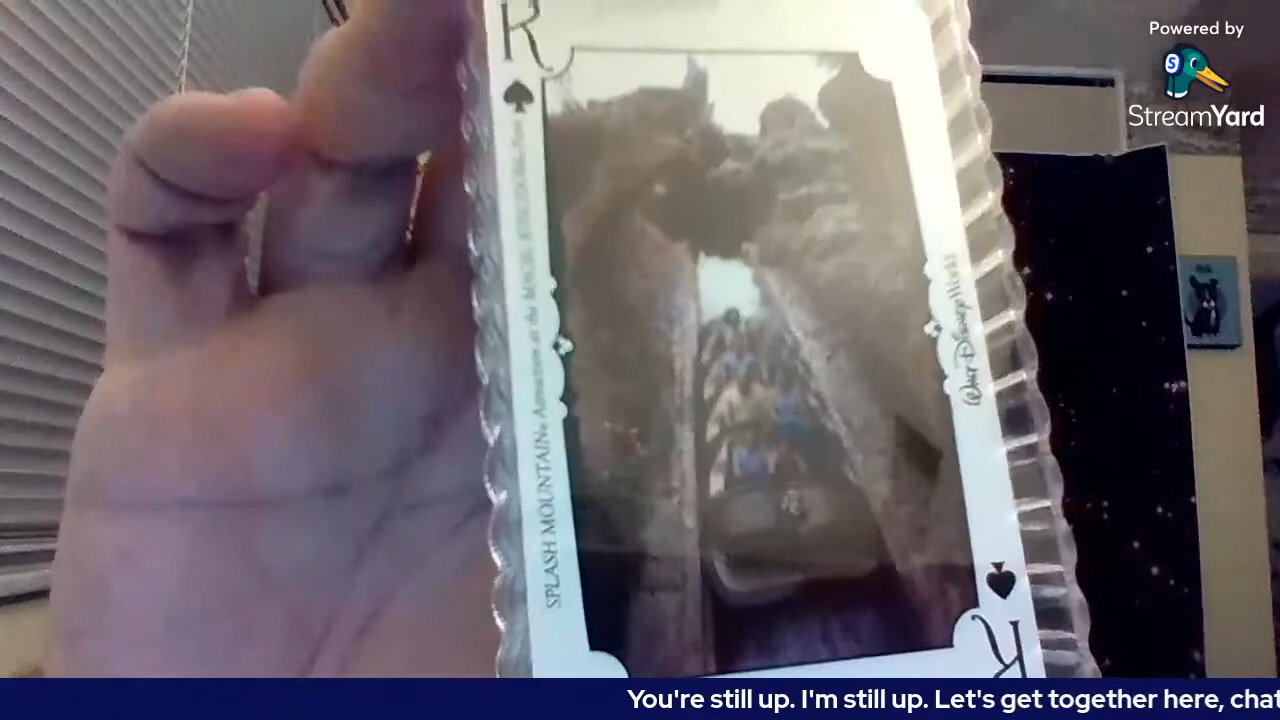 Powered by
StreamYard
K
SPLASH MOUNTAIN® Attraction at the MAGIC KINGDOM® Park
Walt Disney World
K
You're still up. I'm still up. Let's get together here, chat